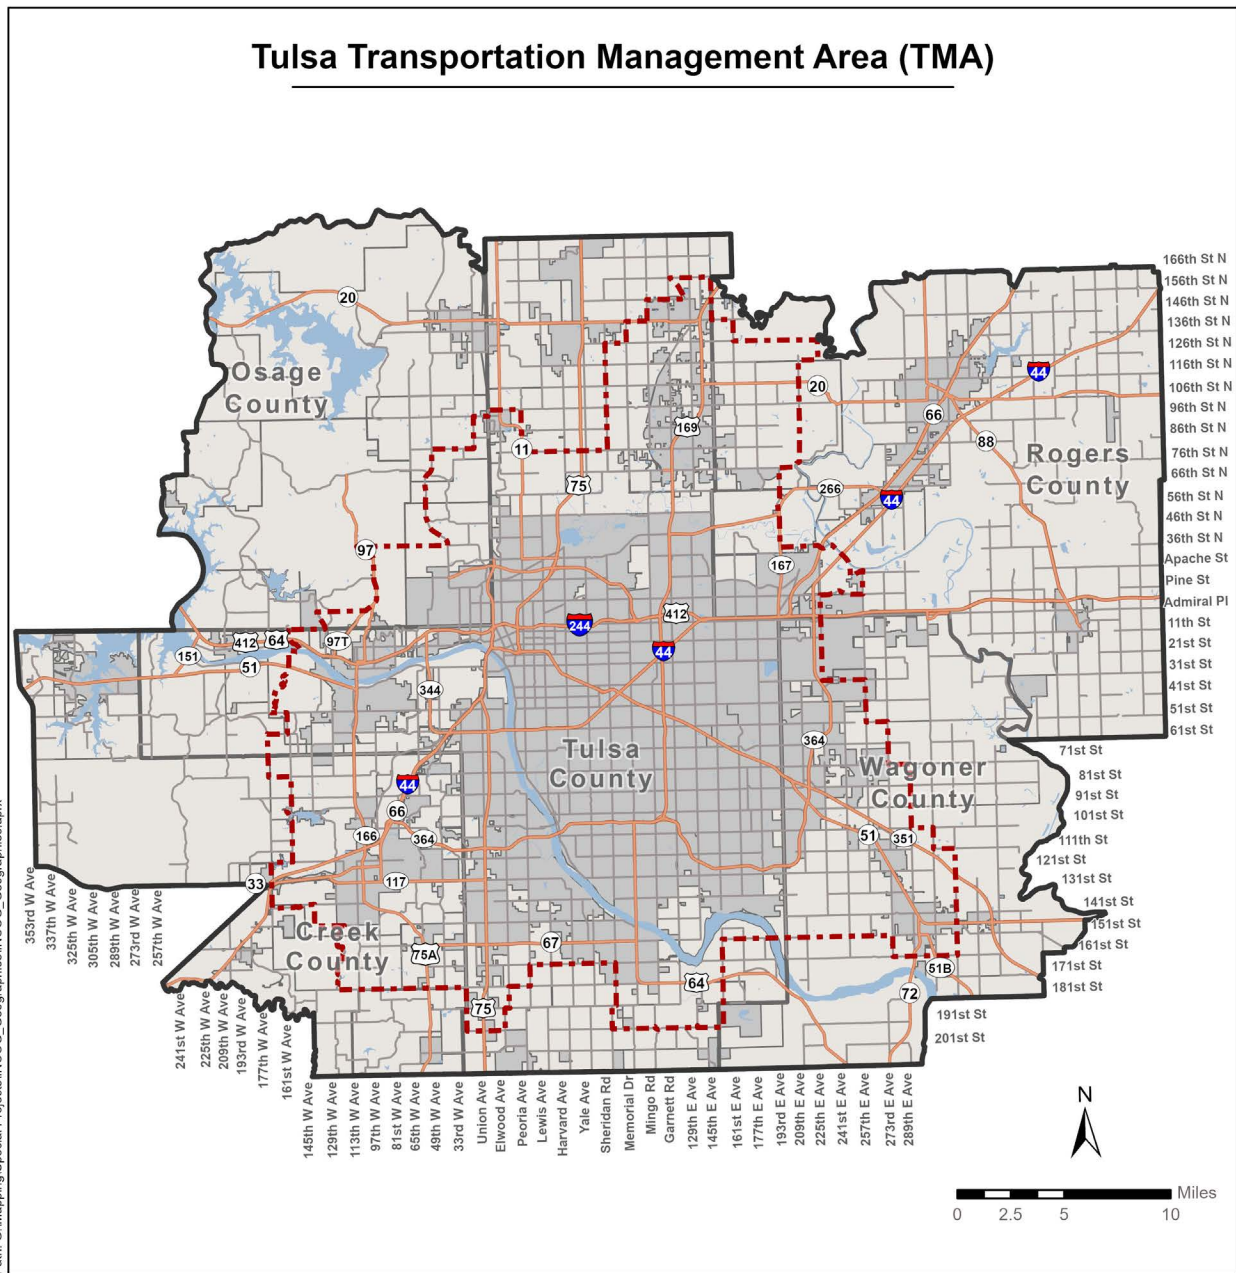 Tulsa Transportation Management Area (TMA)
166th St N
156th St N
146th St N
136th St N
126th St N
116th St N
106th St N
96th St N
86th St N
76th St N
66th St N
56th St N
46th St N
36th St N
Apache St
Pine St
Admiral Pl
11th St
21st St
31st St
41st St
51st St
61st St
71st St
81st St
91st St
101st St
111th St
121st St
131st St
141st St
151st St
161st St
171st St
181st St
191st St
201st St
20
Osage
County
44
20
66
169
11
88
Rogers
County
75
266
44
97
167
412
244
412
64
97T
151
51
44
344
364
Tulsa
County
Wagoner
County
44
66
166
364
51
351
33
117
Creek
County
75A
67
64
51B
72
75
353rd W Ave
337th W Ave
325th W Ave
305th W Ave
289th W Ave
273rd W Ave
257th W Ave
241st W Ave
225th W Ave
209th W Ave
193rd W Ave
177th W Ave
161st W Ave
145th W Ave
129th W Ave
113th W Ave
97th W Ave
81st W Ave
65th W Ave
49th W Ave
33rd W Ave
Union Ave
Elwood Ave
Peoria Ave
Lewis Ave
Harvard Ave
Yale Ave
Sheridan Rd
Memorial Dr
Mingo Rd
Garnett Rd
129th E Ave
145th E Ave
161st E Ave
177th E Ave
193rd E Ave
209th E Ave
225th E Ave
241st E Ave
257th E Ave
273rd E Ave
289th E Ave
N
Miles
0 2.5 5 10